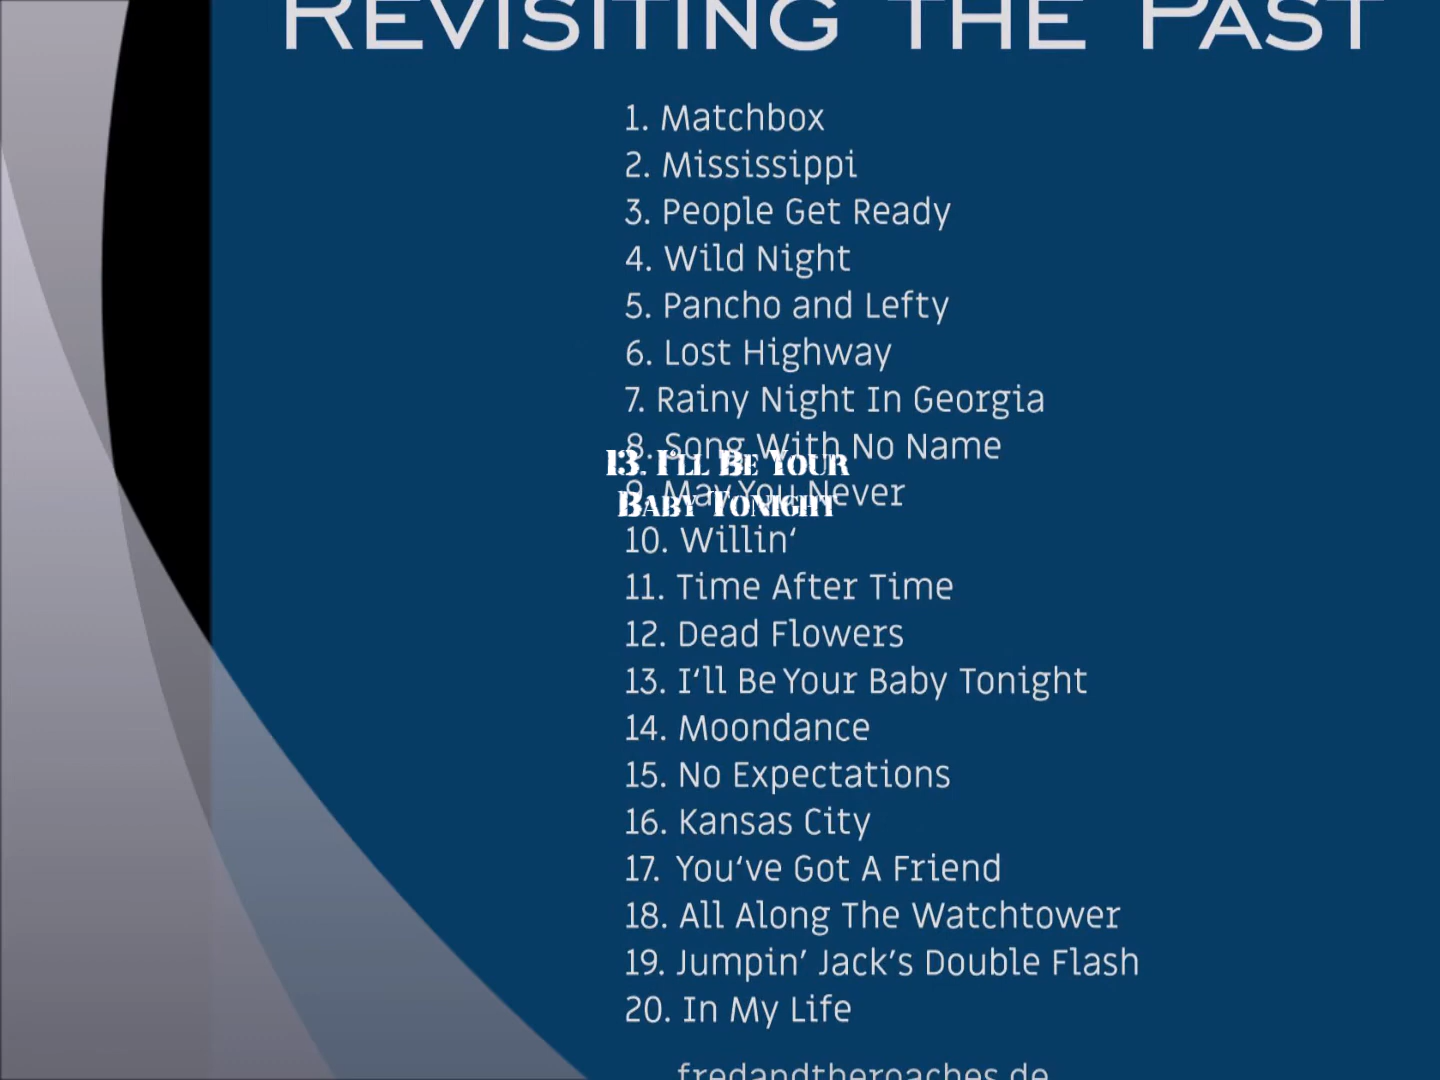 REVISITING THE PAST
1. Matchbox
2. Mississippi
3. People Get Ready
4. Wild Night
5. Pancho and Lefty
6. Lost Highway
7. Rainy Night In Georgia
8. Song With No Name
13. I'll Be Your
9. May You Never
Baby Tonight
10. Willin‘
11. Time After Time
12. Dead Flowers
13. I‘ll Be Your Baby Tonight
14. Moondance
15. No Expectations
16. Kansas City
17. You‘ve Got A Friend
18. All Along The Watchtower
19. Jumpin’ Jack’s Double Flash
20. In My Life
fredandtheroaches.de